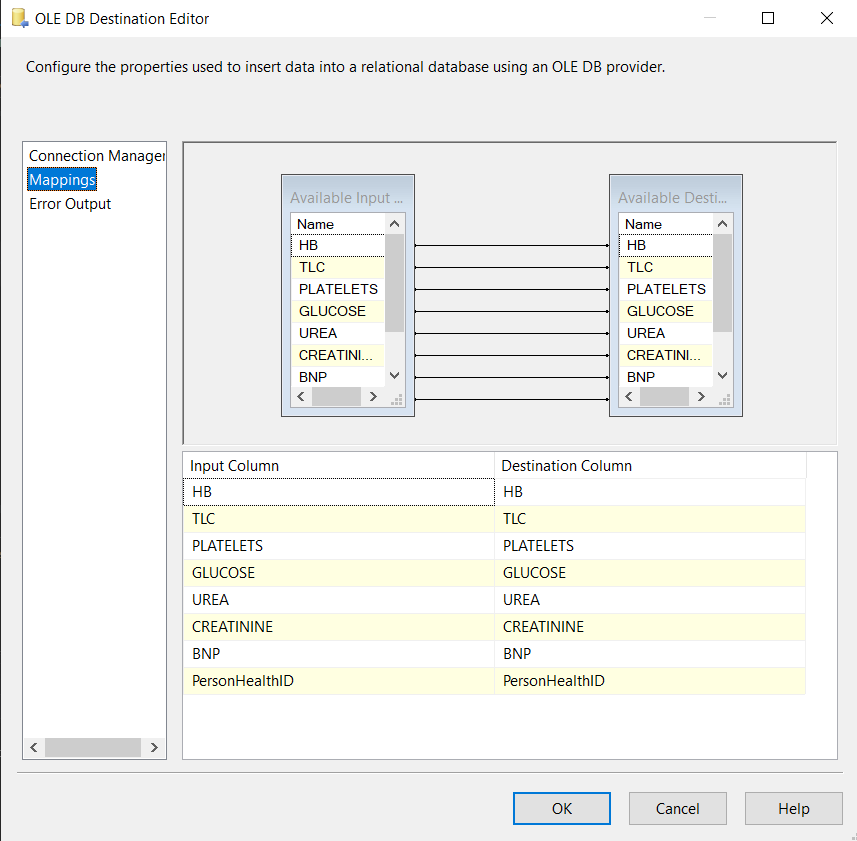 OLE DB Destination Editor
Configure the properties used to insert data into a relational database using an OLE DB provider.
Connection Manager
Mappings
Error Output
Available Input ...
Name
HB
TLC
PLATELETS
GLUCOSE
UREA
CREATINI...
BNP
Available Desti...
Name
HB
TLC
PLATELETS
GLUCOSE
UREA
CREATINI...
BNP
Input Column Destination Column
HB HB
TLC TLC
PLATELETS PLATELETS
GLUCOSE GLUCOSE
UREA UREA
CREATININE CREATININE
BNP BNP
PersonHealthID PersonHealthID
OK Cancel Help